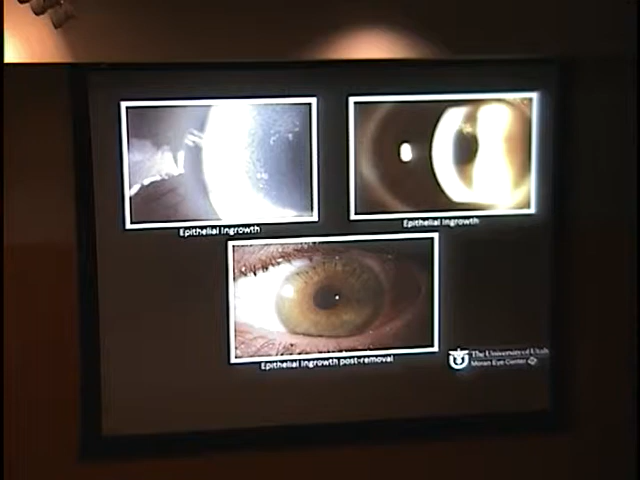 Epithelial Ingrowth
Epithelial Ingrowth
Epithelial Ingrowth post-removal
The University of Utah
Moran Eye Center